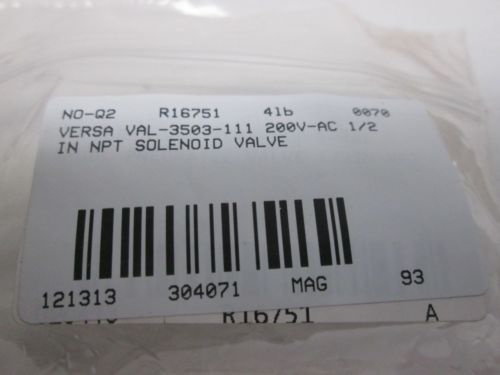 NO-Q2 R16751 4lb 0070
VERSA VAL-3503-111 200V-AC 1/2
IN NPT SOLENOID VALVE
121313 304071 MAG 93
R16751 A